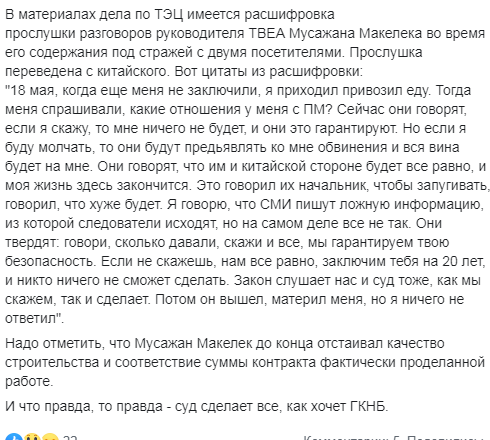 В материалах дела по ТЭЦ имеется расшифровка
прослушки разговоров руководителя ТВЕА Мусажана Макелека во время
его содержания под стражей с двумя посетителями. Прослушка
переведена с китайского. Вот цитаты из расшифровки:
"18 мая, когда еще меня не заключили, я приходил привозил еду. Тогда
меня спрашивали, какие отношения у меня с ПМ? Сейчас они говорят,
если я скажу, то мне ничего не будет, и они это гарантируют. Но если я
буду молчать, то они будут предьявлять ко мне обвинения и вся вина
будет на мне. Они говорят, что им и китайской стороне будет все равно, и
моя жизнь здесь закончится. Это говорил их начальник, чтобы запугивать,
говорил, что хуже будет. Я говорю, что СМИ пишут ложную информацию,
из которой следователи исходят, но на самом деле все не так. Они
твердят: говори, сколько давали, скажи и все, мы гарантируем твою
безопасность. Если не скажешь, нам все равно, заключим тебя на 20 лет,
и никто ничего не сможет сделать. Закон слушает нас и суд тоже, как мы
скажем, так и сделает. Потом он вышел, материл меня, но я ничего не
ответил".
Надо отметить, что Мусажан Макелек до конца отстаивал качество
строительства и соответствие суммы контракта фактически проделанной
работе.
И что правда, то правда - суд сделает все, как хочет ГКНБ.